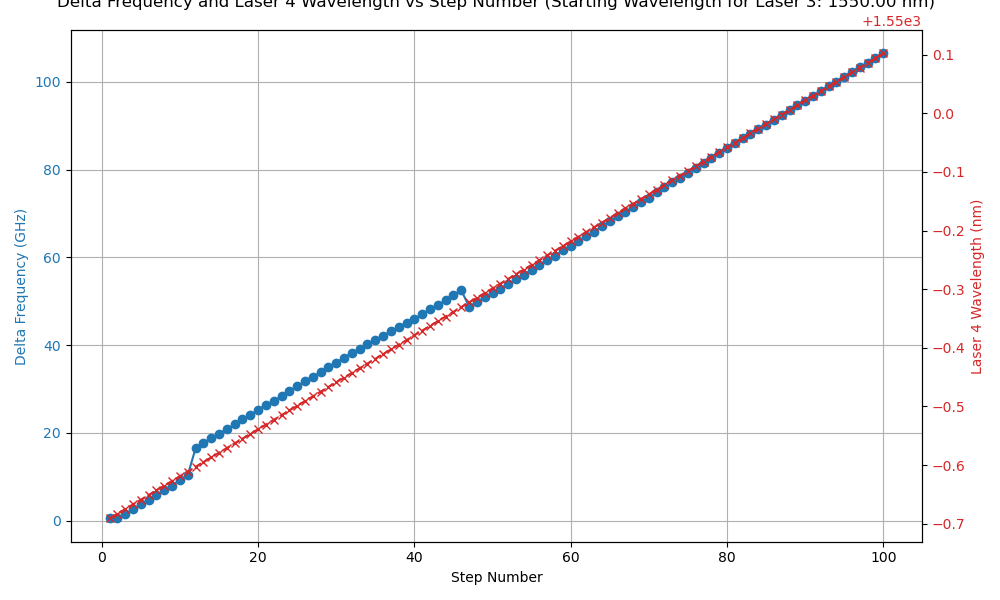 Delta Frequency and Laser 4 Wavelength vs Step Number (Starting Wavelength for Laser 3: 1550.00 nm)
+1.55e3
Delta Frequency (GHz)
100
80
60
40
20
0
0.1
0.0
−0.1
−0.2
−0.3
−0.4
−0.5
−0.6
−0.7
Laser 4 Wavelength (nm)
0 20 40 60 80 100
Step Number